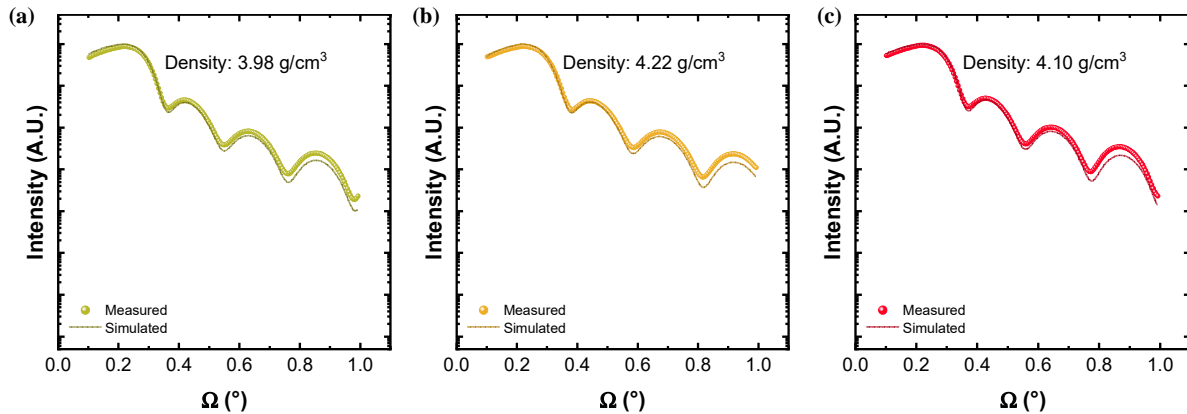 (a)
Density: 3.98 g/cm³
Intensity (A.U.)
Measured
Simulated
0.0 0.2 0.4 0.6 0.8 1.0
Ω (°)
(b)
Density: 4.22 g/cm³
Intensity (A.U.)
Measured
Simulated
0.0 0.2 0.4 0.6 0.8 1.0
Ω (°)
(c)
Density: 4.10 g/cm³
Intensity (A.U.)
Measured
Simulated
0.0 0.2 0.4 0.6 0.8 1.0
Ω (°)